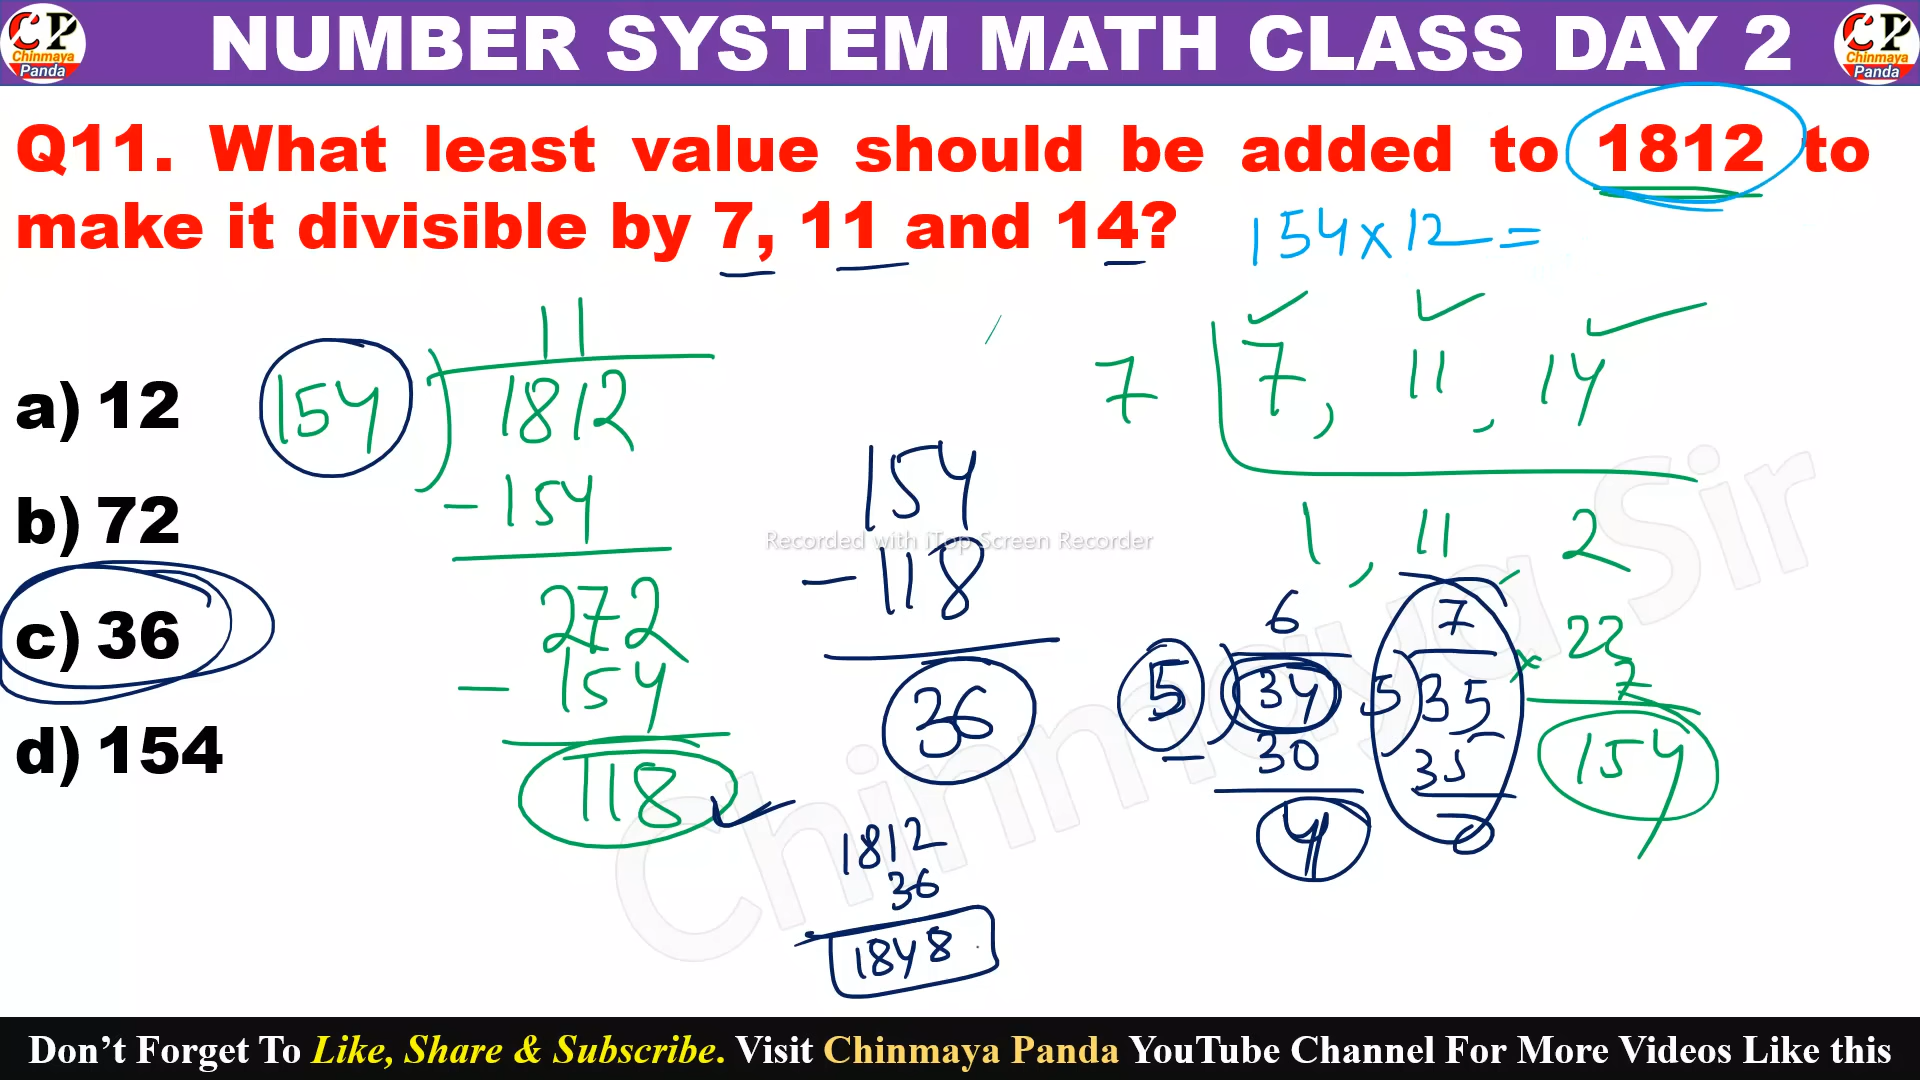 CP Chinmaya Panda
NUMBER SYSTEM MATH CLASS DAY 2
CP Chinmaya Panda
Q11. What least value should be added to 1812 to
make it divisible by 7, 11 and 14?
154 x 12 =
a) 12
b) 72
c) 36
d) 154
11
154 ) 1812
- 154
272
- 154
118
154
- 118
36
1812
36
1848
7 7, 11, 14
1, 11, 2
22
x 7
154
6
5 ) 34
- 30
4
7
5 ) 35
35
0
Recorded with iTop Screen Recorder
Chinmaya Sir
Don't Forget To Like, Share & Subscribe. Visit Chinmaya Panda YouTube Channel For More Videos Like this